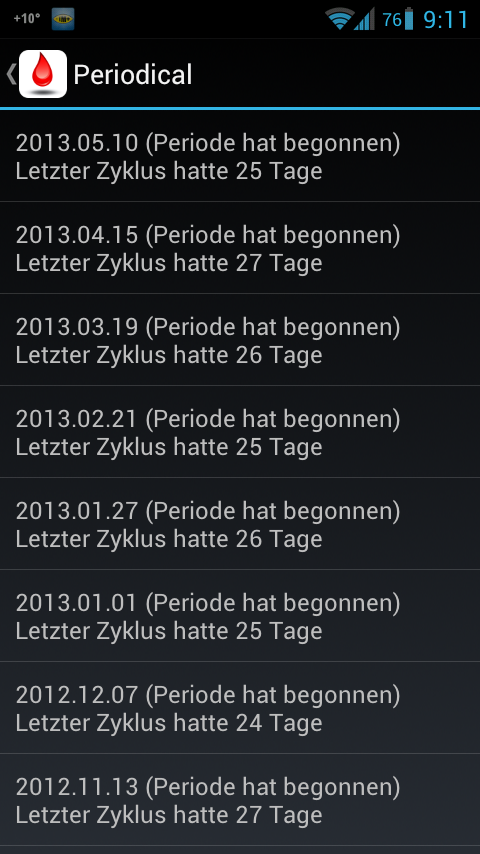 +10° 76 9:11
Periodical
2013.05.10 (Periode hat begonnen)
Letzter Zyklus hatte 25 Tage
2013.04.15 (Periode hat begonnen)
Letzter Zyklus hatte 27 Tage
2013.03.19 (Periode hat begonnen)
Letzter Zyklus hatte 26 Tage
2013.02.21 (Periode hat begonnen)
Letzter Zyklus hatte 25 Tage
2013.01.27 (Periode hat begonnen)
Letzter Zyklus hatte 26 Tage
2013.01.01 (Periode hat begonnen)
Letzter Zyklus hatte 25 Tage
2012.12.07 (Periode hat begonnen)
Letzter Zyklus hatte 24 Tage
2012.11.13 (Periode hat begonnen)
Letzter Zyklus hatte 27 Tage